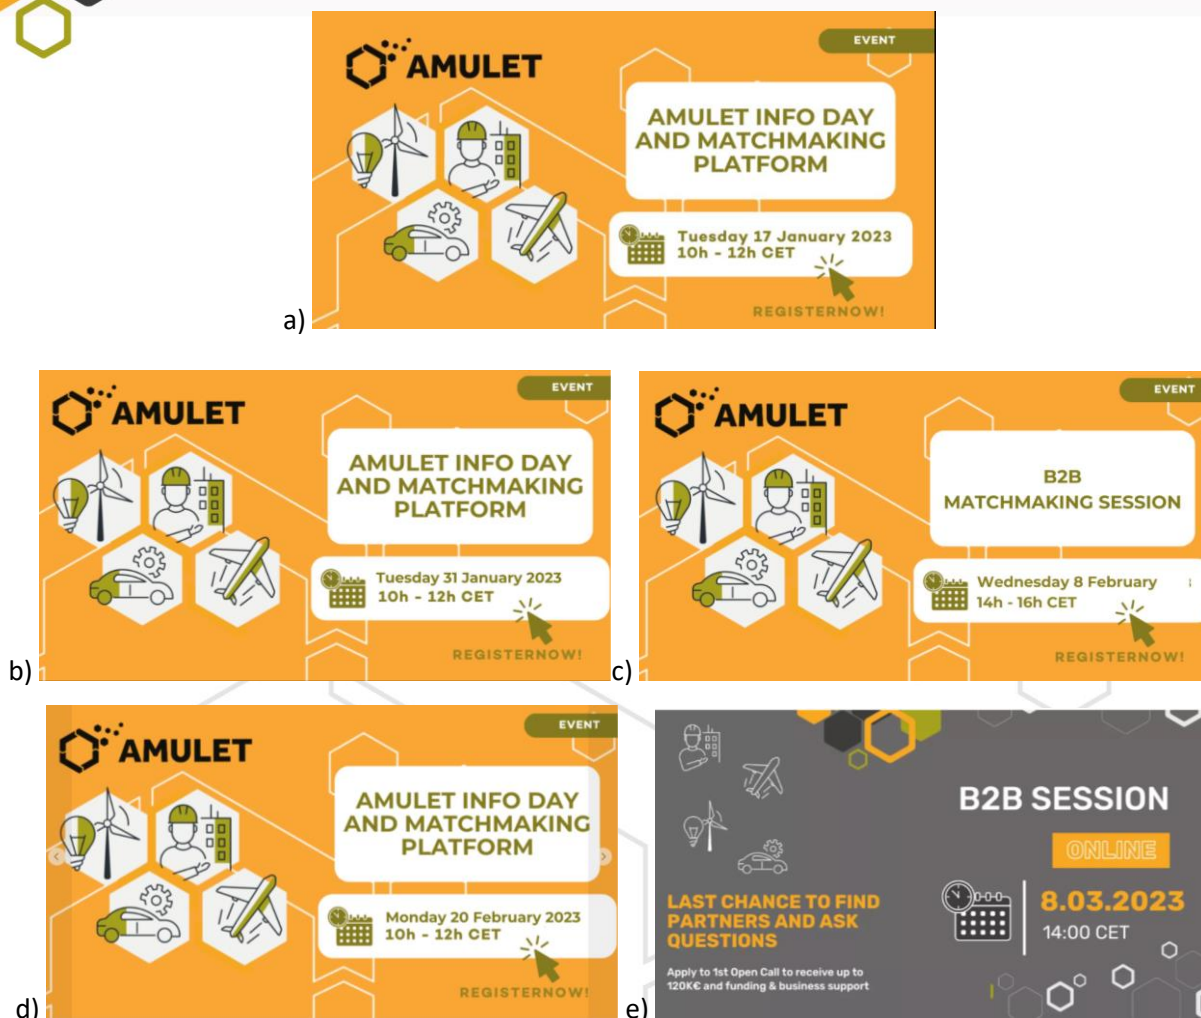 AMULET
EVENT
AMULET INFO DAY
AND MATCHMAKING
PLATFORM
Tuesday 17 January 2023
10h - 12h CET
REGISTERNOW!
a)
AMULET
EVENT
AMULET INFO DAY
AND MATCHMAKING
PLATFORM
Tuesday 31 January 2023
10h - 12h CET
REGISTERNOW!
b)
AMULET
EVENT
B2B
MATCHMAKING SESSION
Wednesday 8 February
14h - 16h CET
REGISTERNOW!
c)
AMULET
EVENT
AMULET INFO DAY
AND MATCHMAKING
PLATFORM
Monday 20 February 2023
10h - 12h CET
REGISTERNOW!
d)
B2B SESSION
ONLINE
LAST CHANCE TO FIND
PARTNERS AND ASK
QUESTIONS
8.03.2023
14:00 CET
Apply to 1st Open Call to receive up to
120K€ and funding & business support
e)